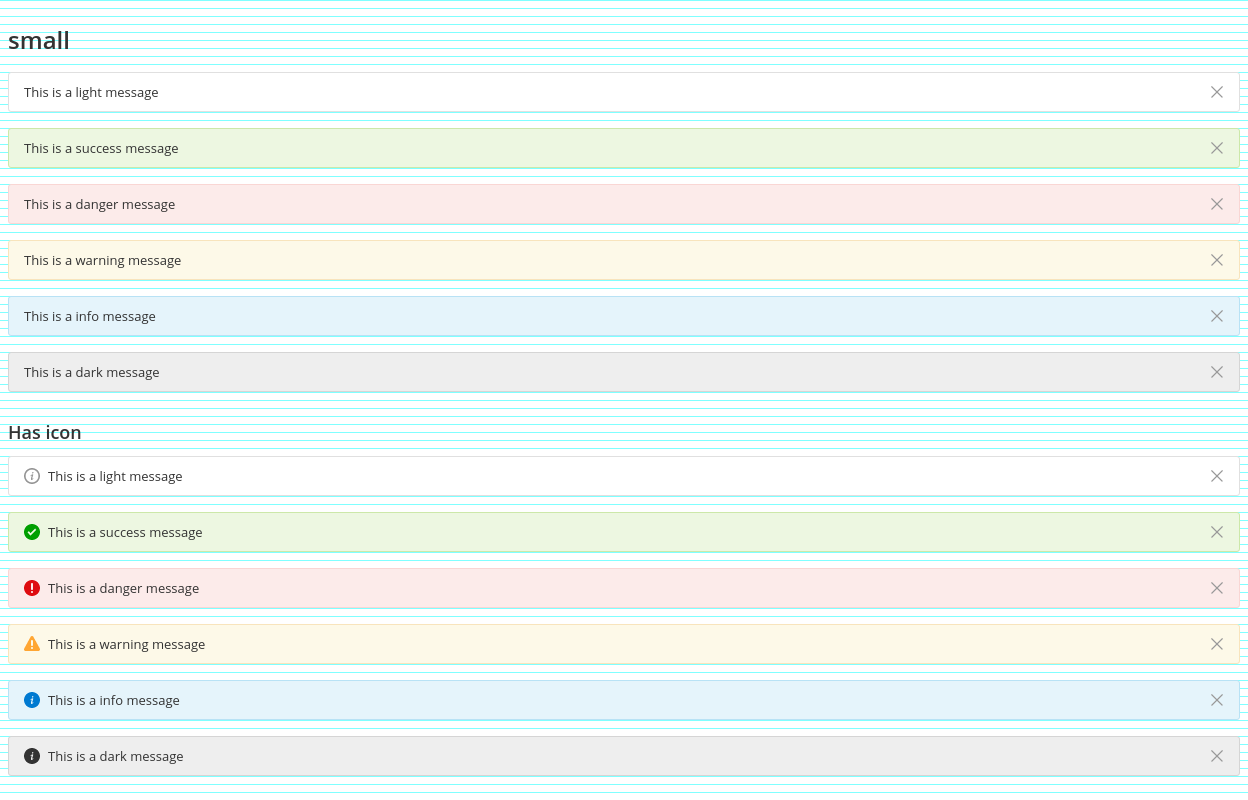 small
This is a light message
This is a success message
This is a danger message
This is a warning message
This is a info message
This is a dark message
Has icon
This is a light message
This is a success message
This is a danger message
This is a warning message
This is a info message
This is a dark message